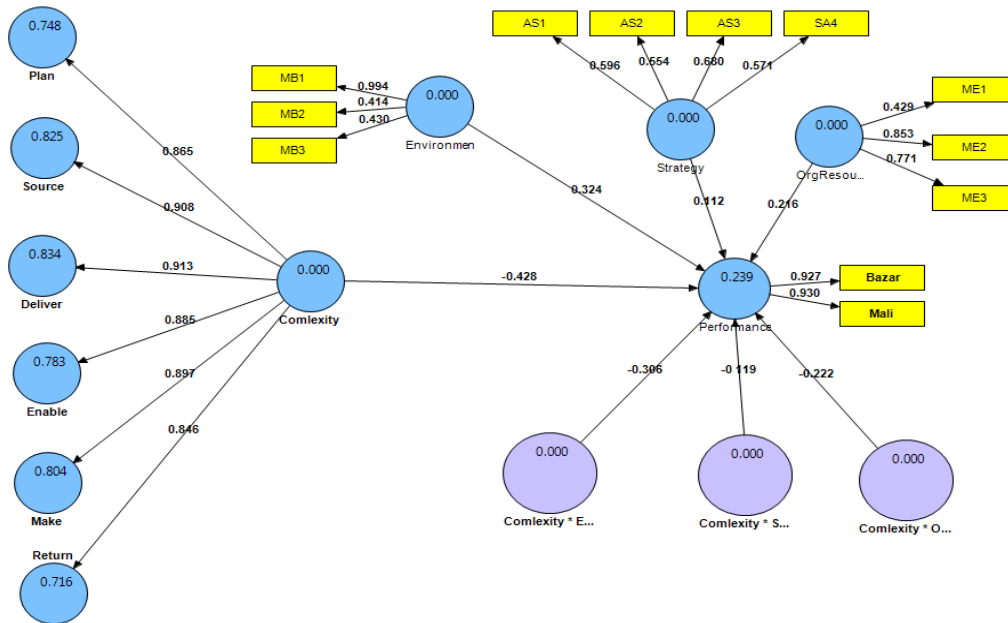 0.748
Plan
0.825
Source
0.834
Deliver
0.783
Enable
0.804
Make
Return
0.716
0.865
0.908
0.913
0.885
0.897
0.846
0.000
Comlexity
-0.428
MB1
MB2
MB3
0.994
0.414
0.430
0.000
Environmen
0.324
AS1
AS2
AS3
SA4
0.596
0.554
0.680
0.571
0.000
Strategy
0.112
0.000
OrgResou...
0.216
0.429
0.853
0.771
ME1
ME2
ME3
0.239
Performance
0.927
0.930
Bazar
Mali
-0.306
-0.119
-0.222
0.000
Comlexity * E...
0.000
Comlexity * S...
0.000
Comlexity * O...